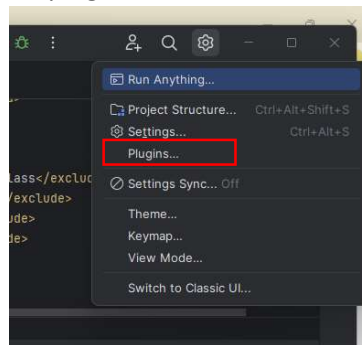 Run Anything...
Project Structure... Ctrl+Alt+Shift+S
Settings... Ctrl+Alt+S
Plugins...
lass</exclud
/exclude>
ude>
de>
Settings Sync... Off
Theme...
Keymap...
View Mode...
Switch to Classic UI...